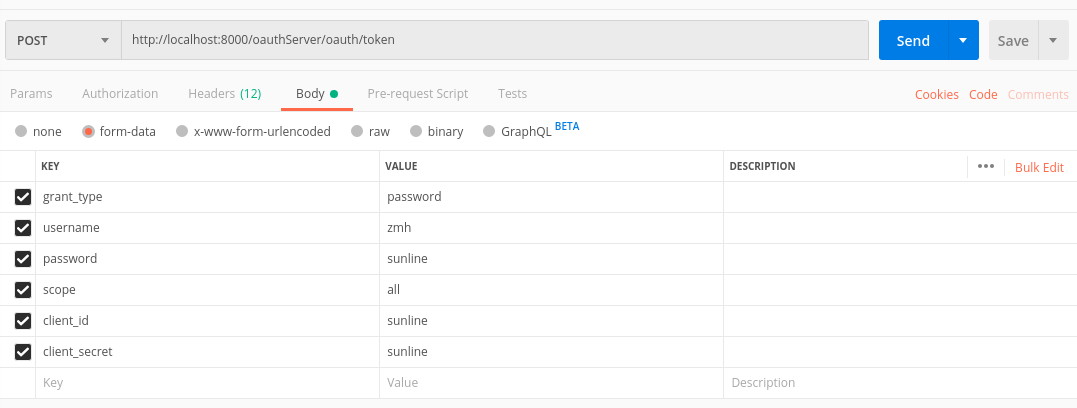 POST http://localhost:8000/oauthServer/oauth/token Send Save
Params Authorization Headers (12) Body Pre-request Script Tests Cookies Code Comments
none form-data x-www-form-urlencoded raw binary GraphQL BETA
KEY VALUE DESCRIPTION Bulk Edit
grant_type password
username zmh
password sunline
scope all
client_id sunline
client_secret sunline
Key Value Description